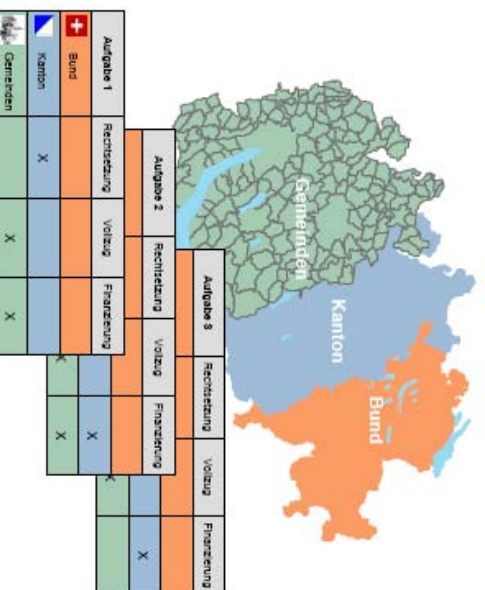 Gemeinden
Kanton
Bund
Aufgabe 1 Rechtsetzung Vollzug Finanzierung
Bund
Kanton X
Gemeinden X X
Aufgabe 2 Rechtsetzung Vollzug Finanzierung
X
X X
Aufgabe 3 Rechtsetzung Vollzug Finanzierung
X
X